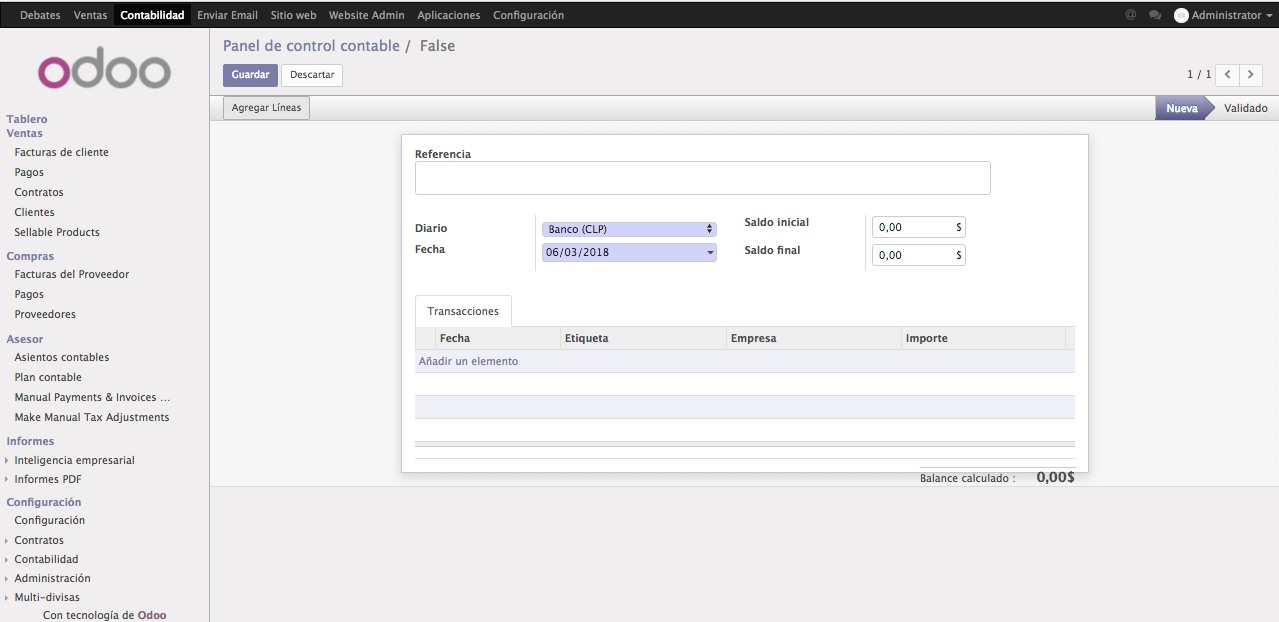 Debates Ventas Contabilidad Enviar Email Sitio web Website Admin Aplicaciones Configuración @ Administrator
odoo
Panel de control contable / False
Guardar Descartar 1 / 1
Agregar Líneas Nueva Validado
Tablero
Ventas
Facturas de cliente
Pagos
Contratos
Clientes
Sellable Products
Compras
Facturas del Proveedor
Pagos
Proveedores
Asesor
Asientos contables
Plan contable
Manual Payments & Invoices ...
Make Manual Tax Adjustments
Informes
Inteligencia empresarial
Informes PDF
Configuración
Configuración
Contratos
Contabilidad
Administración
Multi-divisas
Con tecnología de Odoo
Referencia
Diario Banco (CLP) Saldo inicial 0,00 $
Fecha 06/03/2018 Saldo final 0,00 $
Transacciones
Fecha Etiqueta Empresa Importe
Añadir un elemento
Balance calculado : 0,00$